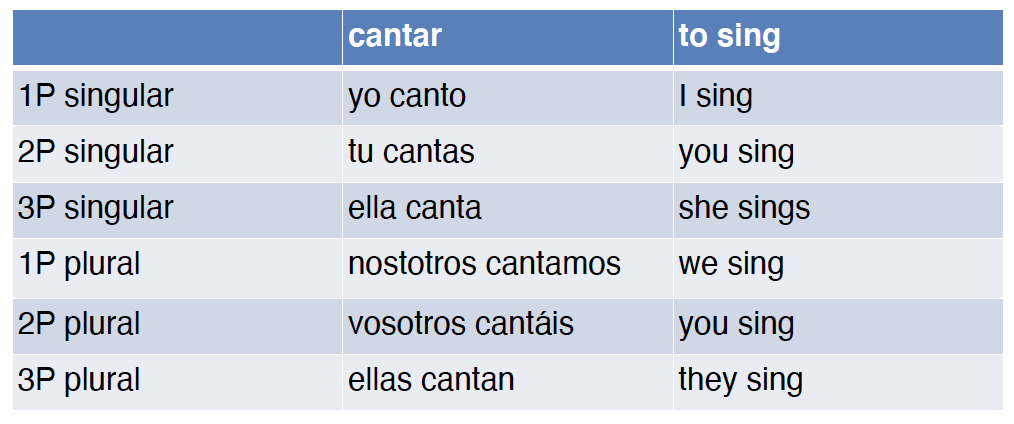 cantar to sing
1P singular yo canto I sing
2P singular tu cantas you sing
3P singular ella canta she sings
1P plural nostotros cantamos we sing
2P plural vosotros cantáis you sing
3P plural ellas cantan they sing